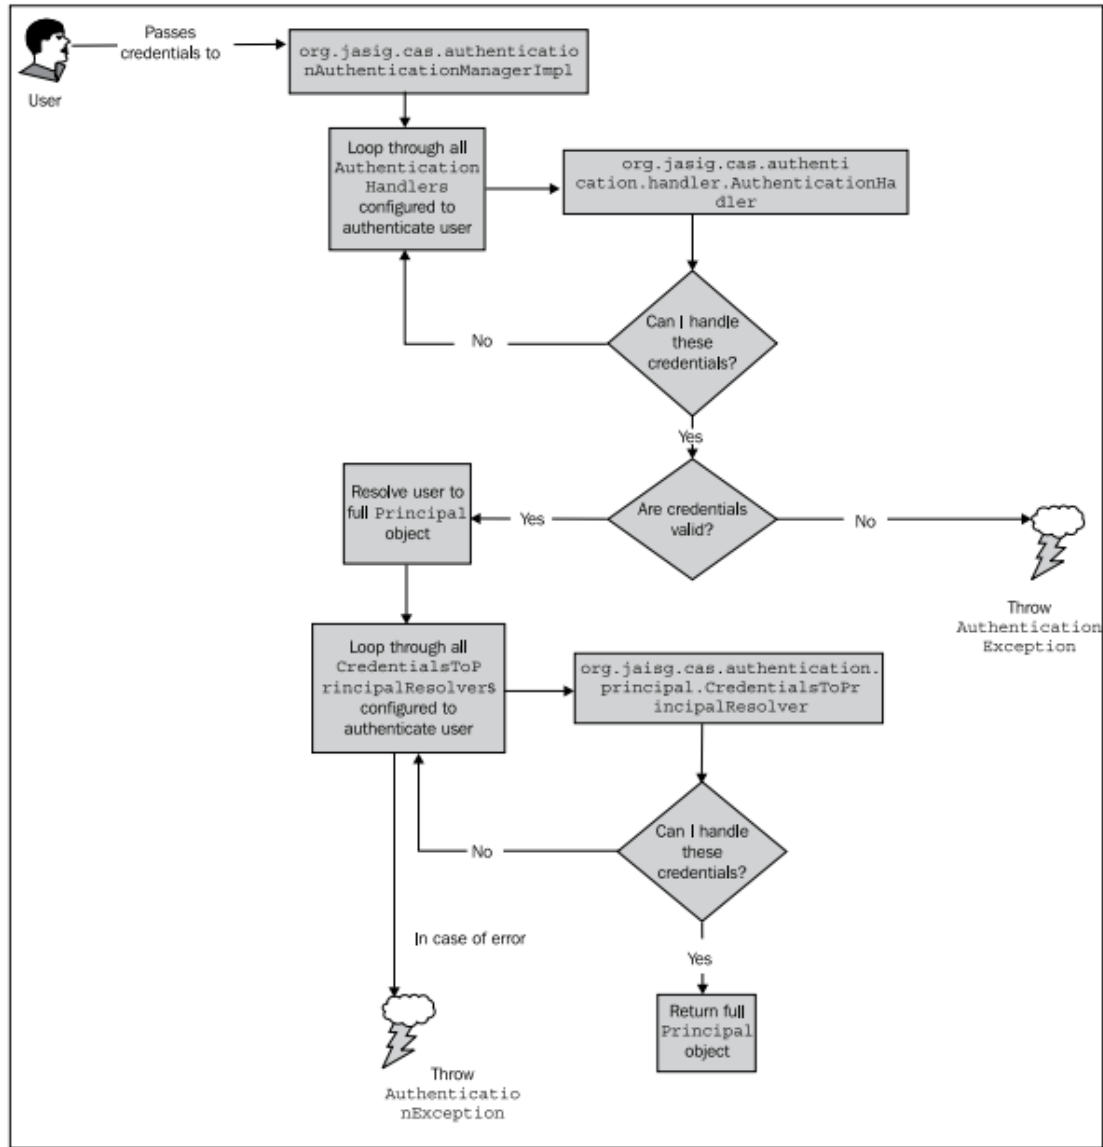 Passes
credentials to
User
org.jasig.cas.authenticatio
nAuthenticationManagerImpl
Loop through all
Authentication
Handlers
configured to
authenticate user
org.jasig.cas.authenti
cation.handler.AuthenticationHa
dler
Can I handle
these
credentials?
No
Yes
Resolve user to
full Principal
object
Yes
Are credentials
valid?
No
Throw
Authentication
Exception
Loop through all
CredentialsToP
rincipalResolvers
configured to
authenticate user
org.jaisg.cas.authentication.
principal.CredentialsToPr
incipalResolver
Can I handle
these
credentials?
No
In case of error
Yes
Return full
Principal
object
Throw
Authenticatio
nException